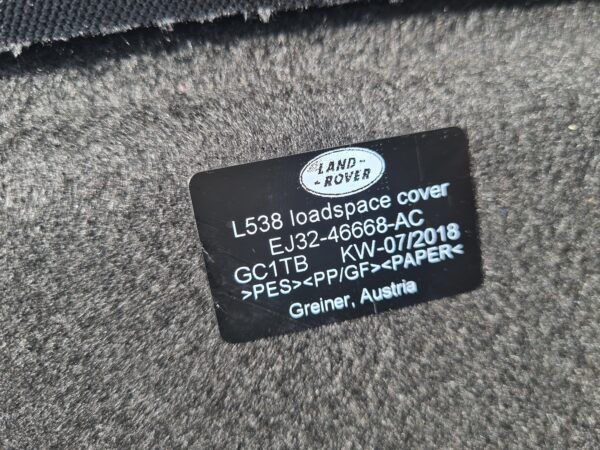 LAND-
-ROVER
L538 loadspace cover
EJ32-46668-AC
GC1TB KW-07/2018
>PES><PP/GF><PAPER<
Greiner, Austria